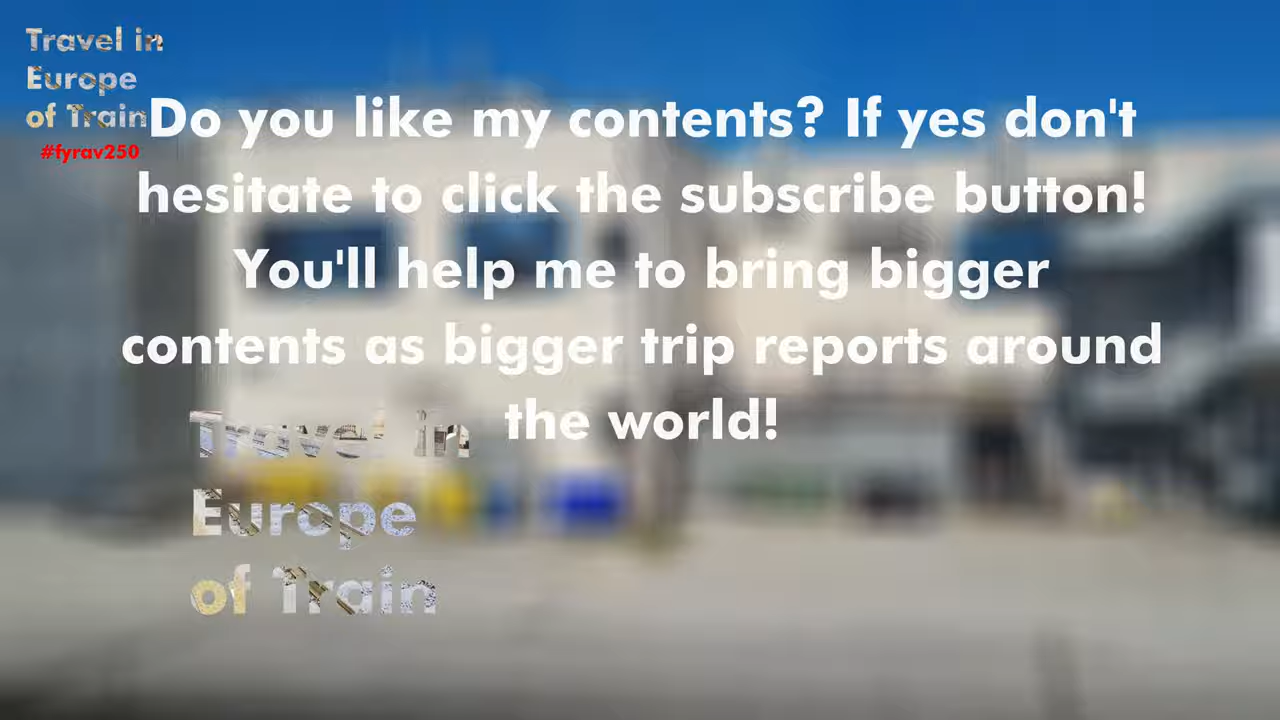 Travel in
Europe
of Train
#fyrav250
Do you like my contents? If yes don't
hesitate to click the subscribe button!
You'll help me to bring bigger
contents as bigger trip reports around
the world!
Travel in
Europe
of Train